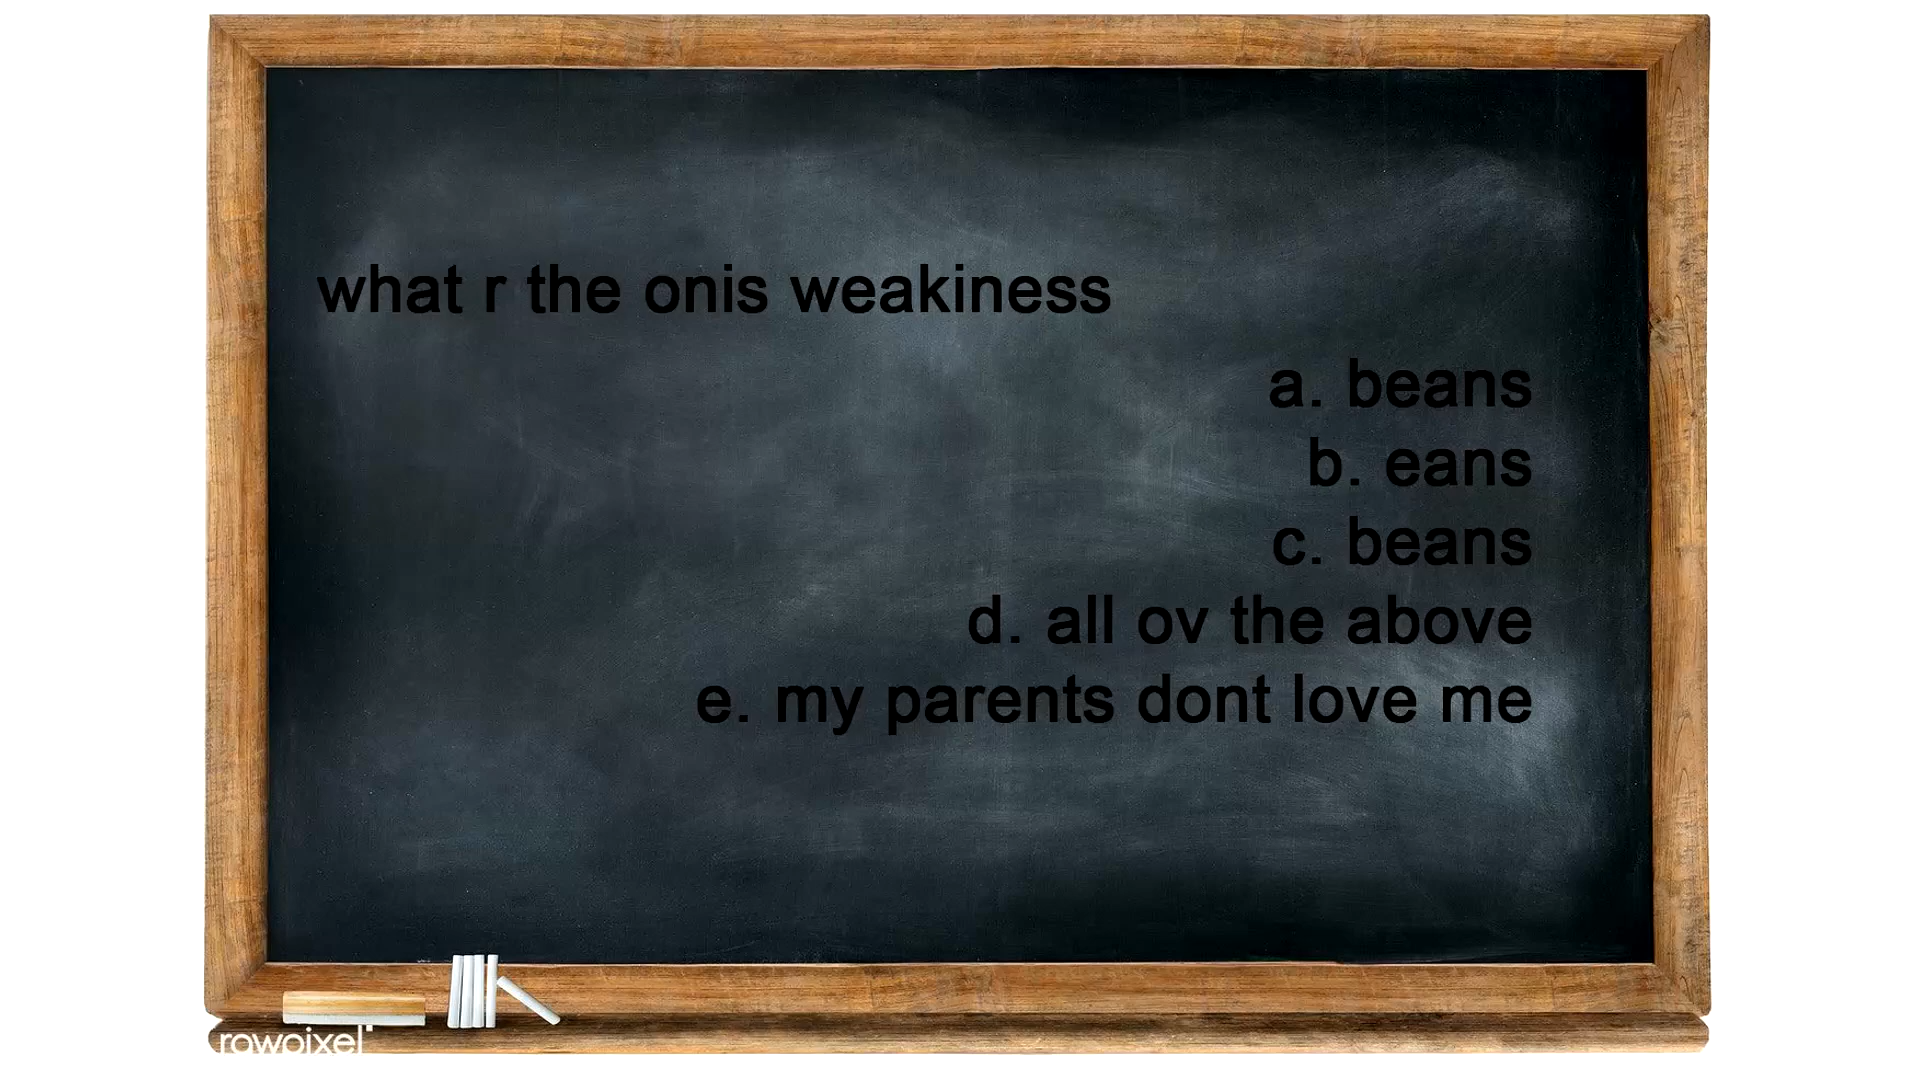 what r the onis weakiness
a. beans
b. eans
c. beans
d. all ov the above
e. my parents dont love me
rawpixel